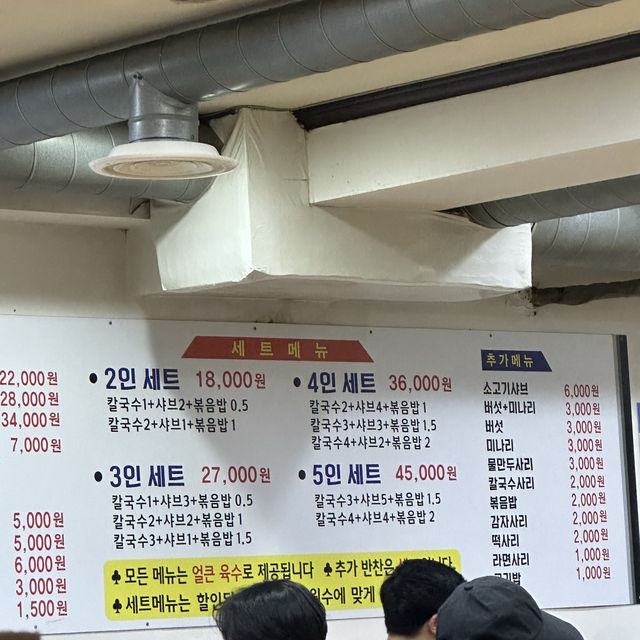 22,000원
28,000원
34,000원
7,000원
5,000원
5,000원
6,000원
3,000원
1,500원
세트메뉴
● 2인 세트 18,000원
칼국수1+샤브2+볶음밥 0.5
칼국수2+샤브1+볶음밥 1
● 3인 세트 27,000원
칼국수1+샤브3+볶음밥 0.5
칼국수2+샤브2+볶음밥 1
칼국수3+샤브1+볶음밥 1.5
● 4인 세트 36,000원
칼국수2+샤브4+볶음밥 1
칼국수3+샤브3+볶음밥 1.5
칼국수4+샤브2+볶음밥 2
● 5인 세트 45,000원
칼국수3+샤브5+볶음밥 1.5
칼국수4+샤브4+볶음밥 2
♣ 모든 메뉴는 얼큰 육수로 제공됩니다 ♣ 추가 반찬은
♣ 세트메뉴는 맞게
추가메뉴
소고기샤브 6,000원
버섯+미나리 3,000원
버섯 3,000원
미나리 3,000원
물만두사리 3,000원
칼국수사리 2,000원
볶음밥 2,000원
감자사리 2,000원
떡사리 2,000원
라면사리 1,000원
1,000원